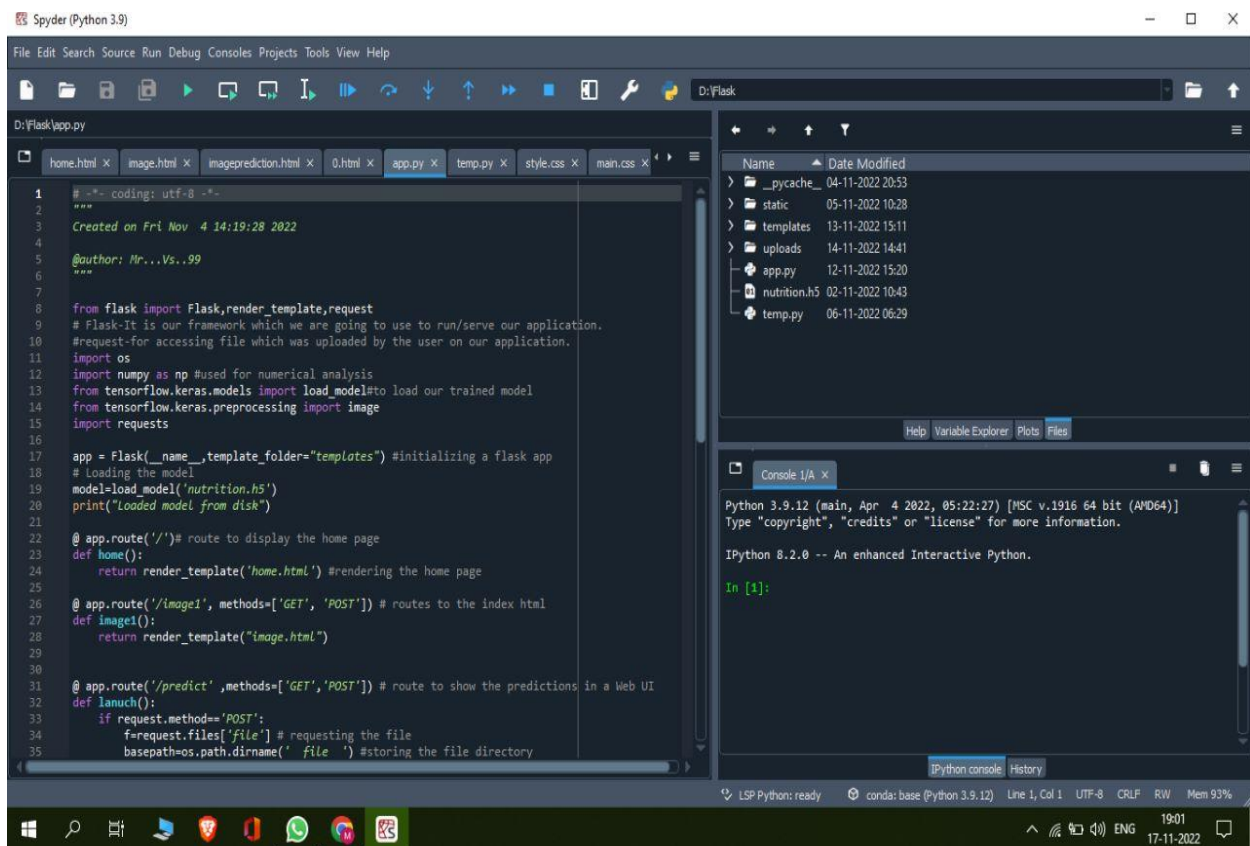 Spyder (Python 3.9)
File Edit Search Source Run Debug Consoles Projects Tools View Help
D:\Flask
D:\Flask\app.py
home.html image.html imageprediction.html 0.html app.py temp.py style.css main.css
1 # -*- coding: utf-8 -*-
2 """
3 Created on Fri Nov  4 14:19:28 2022
4
5 @author: Mr...Vs..99
6 """
7
8 from flask import Flask,render_template,request
9 # Flask-It is our framework which we are going to use to run/serve our application.
10 #request-for accessing file which was uploaded by the user on our application.
11 import os
12 import numpy as np #used for numerical analysis
13 from tensorflow.keras.models import load_model#to load our trained model
14 from tensorflow.keras.preprocessing import image
15 import requests
16
17 app = Flask(__name__,template_folder="templates") #initializing a flask app
18 # Loading the model
19 model=load_model('nutrition.h5')
20 print("Loaded model from disk")
21
22 @ app.route('/')# route to display the home page
23 def home():
24     return render_template('home.html') #rendering the home page
25
26 @ app.route('/image1', methods=['GET', 'POST']) # routes to the index html
27 def image1():
28     return render_template("image.html")
29
30
31 @ app.route('/predict' ,methods=['GET','POST']) # route to show the predictions in a Web UI
32 def lanuch():
33     if request.method=='POST':
34         f=request.files['file'] # requesting the file
35         basepath=os.path.dirname('  file  ') #storing the file directory
Name Date Modified
__pycache__ 04-11-2022 20:53
static 05-11-2022 10:28
templates 13-11-2022 15:11
uploads 14-11-2022 14:41
app.py 12-11-2022 15:20
nutrition.h5 02-11-2022 10:43
temp.py 06-11-2022 06:29
Help Variable Explorer Plots Files
Console 1/A
Python 3.9.12 (main, Apr  4 2022, 05:22:27) [MSC v.1916 64 bit (AMD64)]
Type "copyright", "credits" or "license" for more information.
IPython 8.2.0 -- An enhanced Interactive Python.
In [1]:
IPython console History
LSP Python: ready conda: base (Python 3.9.12) Line 1, Col 1 UTF-8 CRLF RW Mem 93%
ENG 19:01
17-11-2022